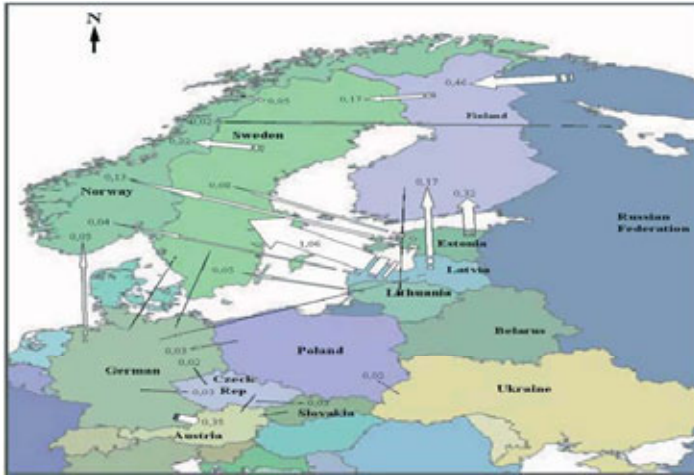 N
0,46
0,17
0,05
Finland
0,02
Sweden
0,22
0,13
0,08
0,17
0,32
Norway
0,04
Russian
Federation
0,05
1,06
Estonia
Latvia
0,05
Lithuania
Belarus
0,03
Poland
0,02
German
Czeck
Rep
0,02
Ukraine
0,03
0,03
Slovakia
0,35
Austria